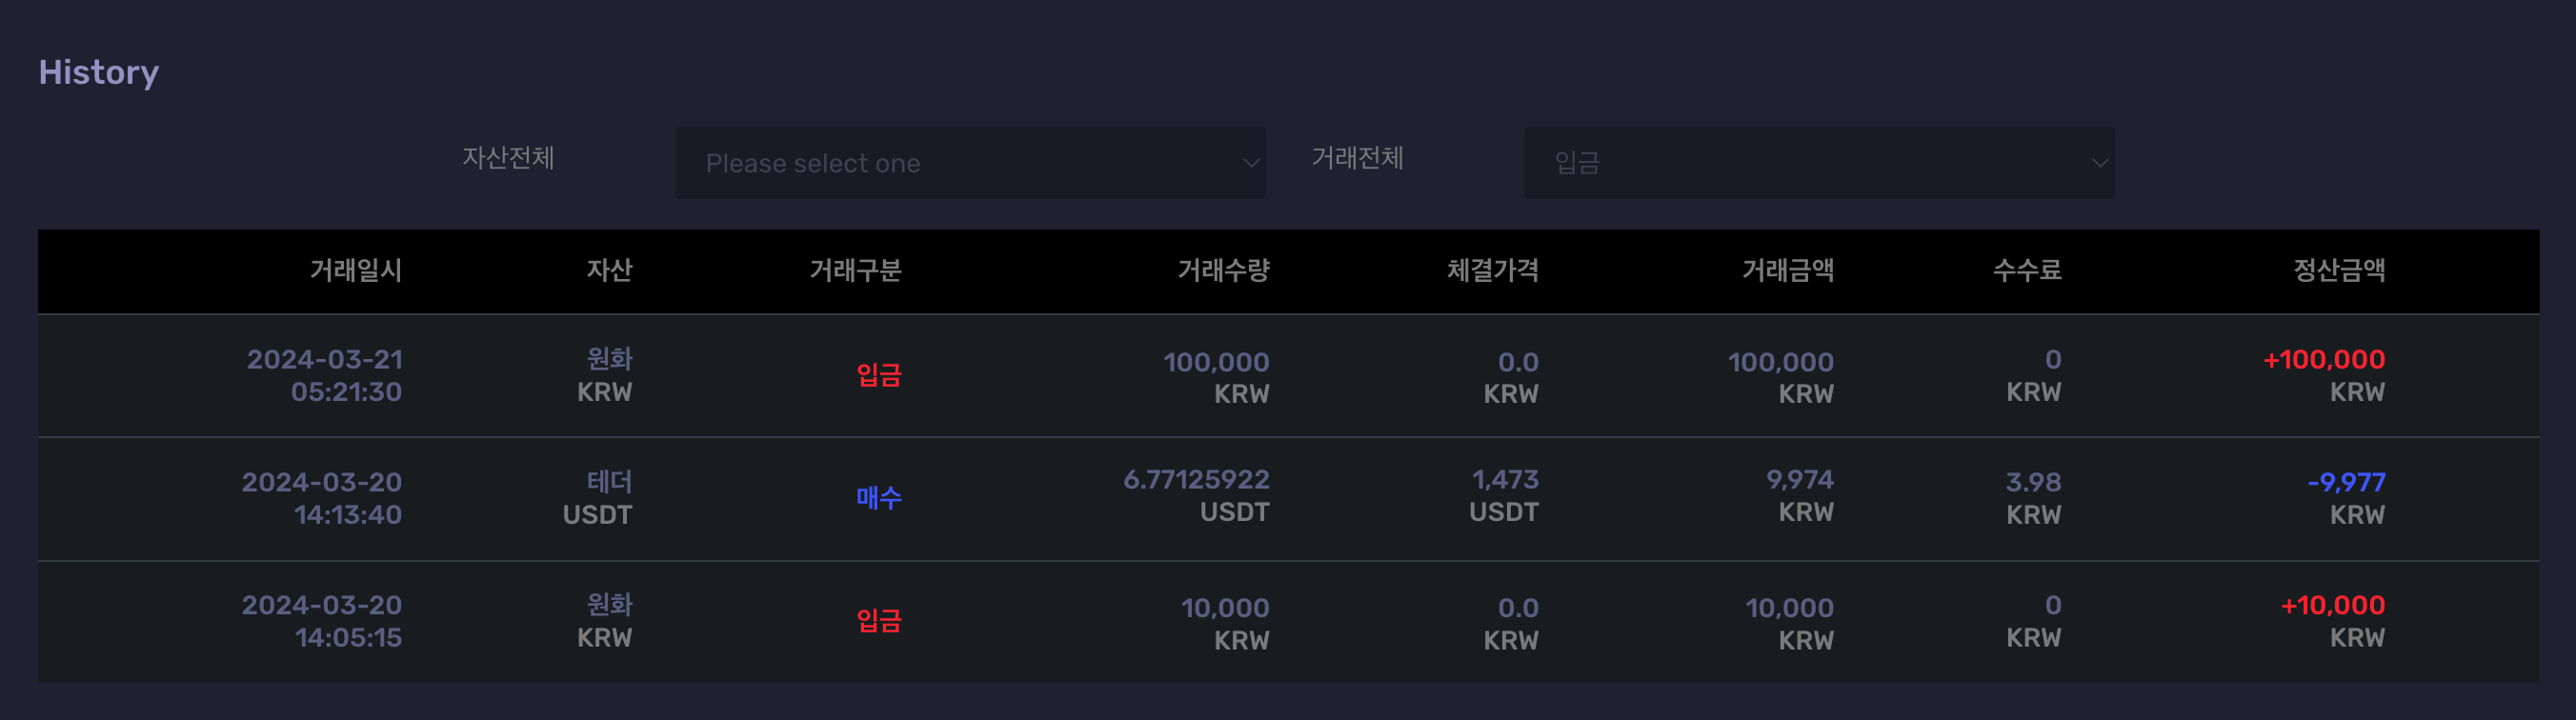 History
자산전체 Please select one 거래전체 입금
거래일시 자산 거래구분 거래수량 체결가격 거래금액 수수료 정산금액
2024-03-21 원화 입금 100,000 0.0 100,000 0 +100,000
05:21:30 KRW KRW KRW KRW KRW KRW
2024-03-20 테더 매수 6.77125922 1,473 9,974 3.98 -9,977
14:13:40 USDT USDT USDT KRW KRW KRW
2024-03-20 원화 입금 10,000 0.0 10,000 0 +10,000
14:05:15 KRW KRW KRW KRW KRW KRW